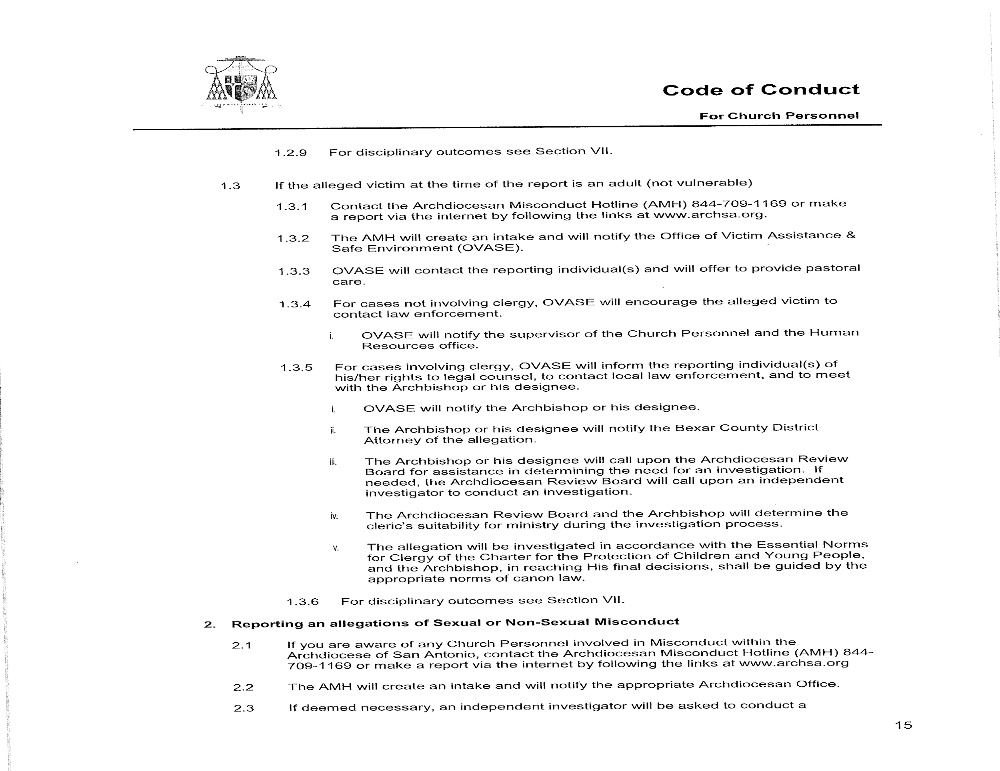 Code of Conduct
For Church Personnel
1.2.9 For disciplinary outcomes see Section VII.
1.3 If the alleged victim at the time of the report is an adult (not vulnerable)
1.3.1 Contact the Archdiocesan Misconduct Hotline (AMH) 844-709-1169 or make
a report via the internet by following the links at www.archsa.org.
1.3.2 The AMH will create an intake and will notify the Office of Victim Assistance &
Safe Environment (OVASE).
1.3.3 OVASE will contact the reporting individual(s) and will offer to provide pastoral
care.
1.3.4 For cases not involving clergy, OVASE will encourage the alleged victim to
contact law enforcement.
i. OVASE will notify the supervisor of the Church Personnel and the Human
Resources office.
1.3.5 For cases involving clergy, OVASE will inform the reporting individual(s) of
his/her rights to legal counsel, to contact local law enforcement, and to meet
with the Archbishop or his designee.
i. OVASE will notify the Archbishop or his designee.
ii. The Archbishop or his designee will notify the Bexar County District
Attorney of the allegation.
iii. The Archbishop or his designee will call upon the Archdiocesan Review
Board for assistance in determining the need for an investigation. If
needed, the Archdiocesan Review Board will call upon an independent
investigator to conduct an investigation.
iv. The Archdiocesan Review Board and the Archbishop will determine the
cleric's suitability for ministry during the investigation process.
v. The allegation will be investigated in accordance with the Essential Norms
for Clergy of the Charter for the Protection of Children and Young People,
and the Archbishop, in reaching His final decisions, shall be guided by the
appropriate norms of canon law.
1.3.6 For disciplinary outcomes see Section VII.
2. Reporting an allegations of Sexual or Non-Sexual Misconduct
2.1 If you are aware of any Church Personnel involved in Misconduct within the
Archdiocese of San Antonio, contact the Archdiocesan Misconduct Hotline (AMH) 844-
709-1169 or make a report via the internet by following the links at www.archsa.org
2.2 The AMH will create an intake and will notify the appropriate Archdiocesan Office.
2.3 If deemed necessary, an independent investigator will be asked to conduct a
15